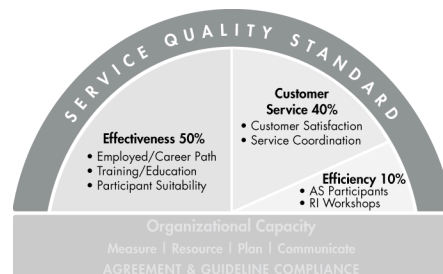 SERVICE QUALITY STANDARD
Effectiveness 50%
• Employed/Career Path
• Training/Education
• Participant Suitability
Customer
Service 40%
• Customer Satisfaction
• Service Coordination
Efficiency 10%
• AS Participants
• RI Workshops
Organizational Capacity
Measure | Resource | Plan | Communicate
AGREEMENT & GUIDELINE COMPLIANCE